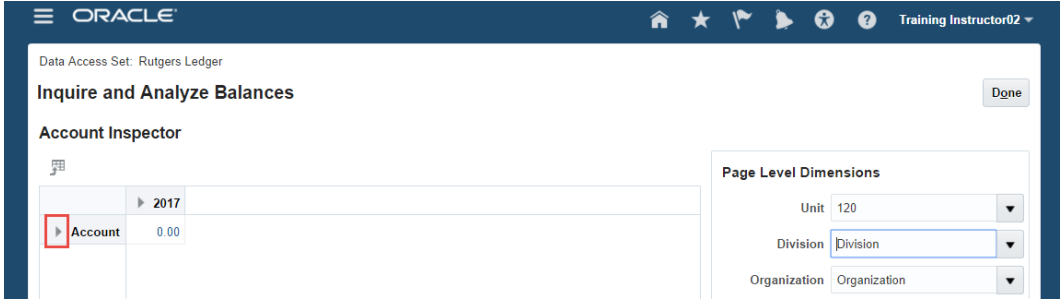 ORACLE
Training Instructor02
Data Access Set: Rutgers Ledger
Inquire and Analyze Balances
Done
Account Inspector
Page Level Dimensions
2017
Account 0.00
Unit 120
Division Division
Organization Organization